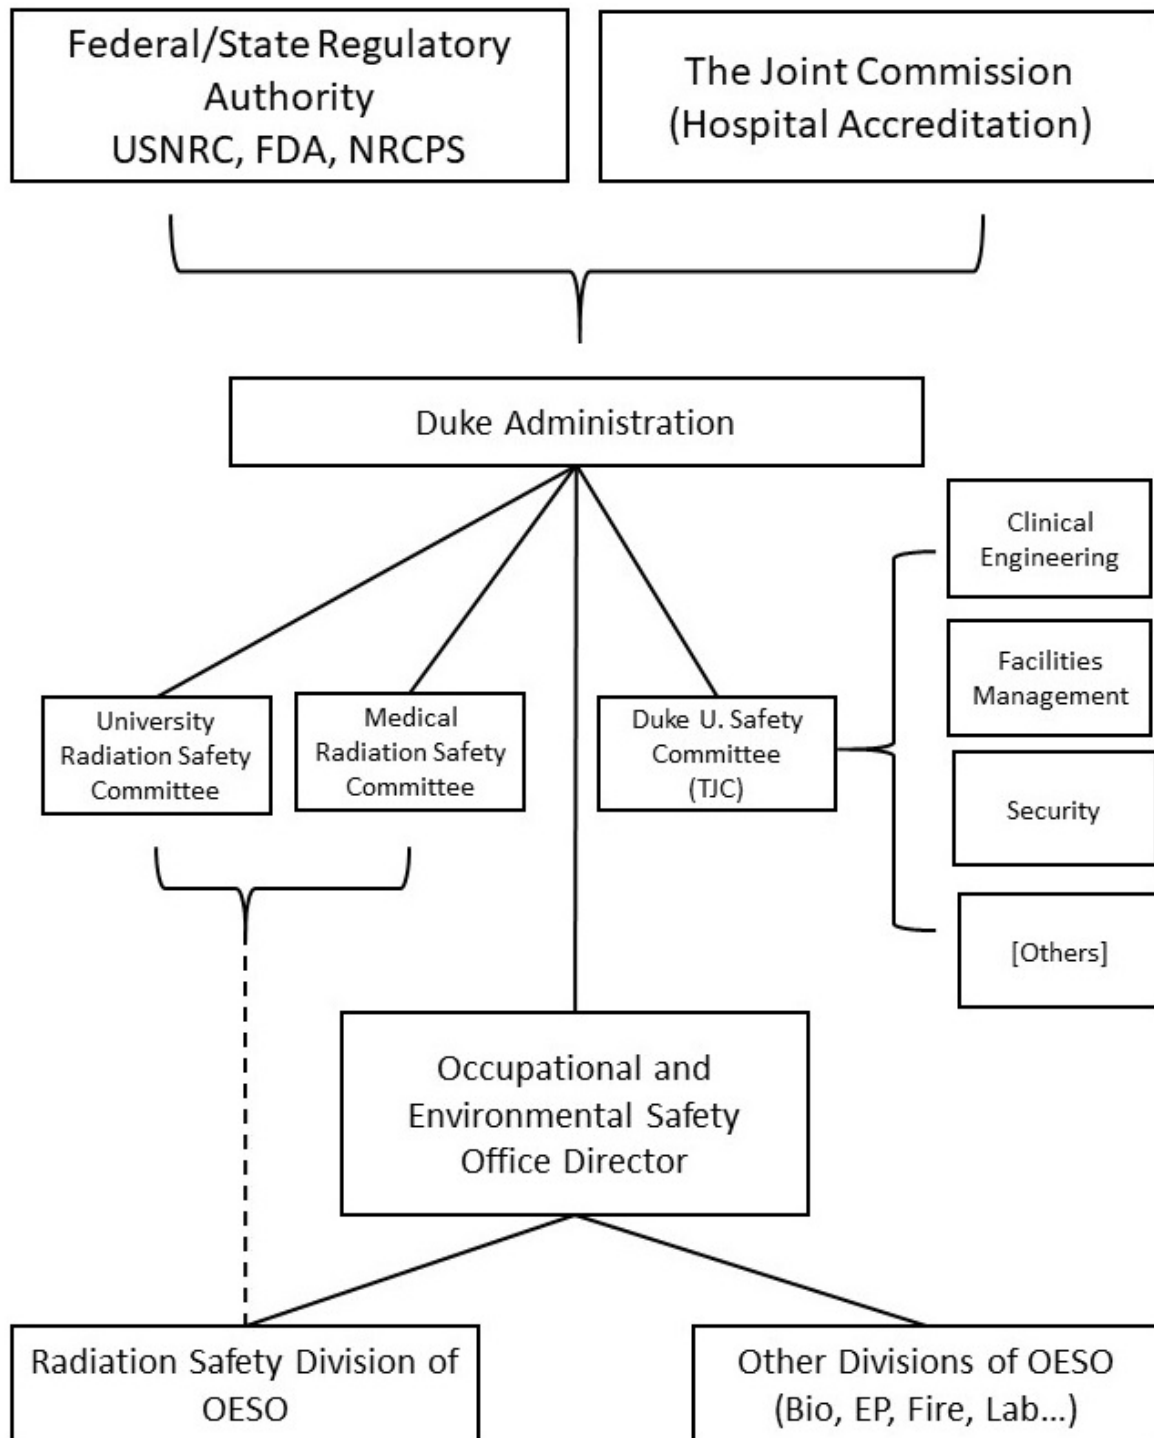 Federal/State Regulatory
Authority
USNRC, FDA, NRCPS
The Joint Commission
(Hospital Accreditation)
Duke Administration
Clinical
Engineering
Facilities
Management
Security
[Others]
University
Radiation Safety
Committee
Medical
Radiation Safety
Committee
Duke U. Safety
Committee
(TJC)
Occupational and
Environmental Safety
Office Director
Radiation Safety Division of
OESO
Other Divisions of OESO
(Bio, EP, Fire, Lab...)